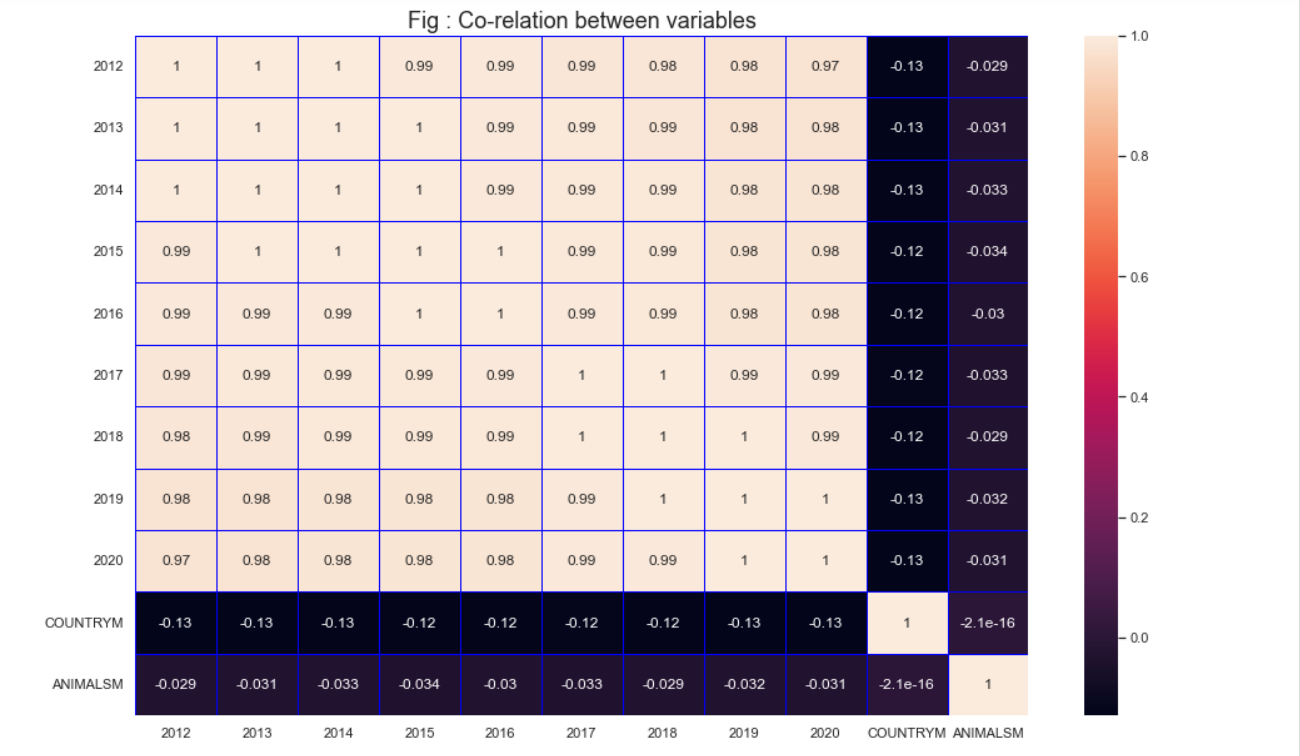 Fig : Co-relation between variables
2012 1 1 1 0.99 0.99 0.99 0.98 0.98 0.97 -0.13 -0.029
2013 1 1 1 1 0.99 0.99 0.99 0.98 0.98 -0.13 -0.031
2014 1 1 1 1 0.99 0.99 0.99 0.98 0.98 -0.13 -0.033
2015 0.99 1 1 1 1 0.99 0.99 0.98 0.98 -0.12 -0.034
2016 0.99 0.99 0.99 1 1 0.99 0.99 0.98 0.98 -0.12 -0.03
2017 0.99 0.99 0.99 0.99 0.99 1 1 0.99 0.99 -0.12 -0.033
2018 0.98 0.99 0.99 0.99 0.99 1 1 1 0.99 -0.12 -0.029
2019 0.98 0.98 0.98 0.98 0.98 0.99 1 1 1 -0.13 -0.032
2020 0.97 0.98 0.98 0.98 0.98 0.99 0.99 1 1 -0.13 -0.031
COUNTRYM -0.13 -0.13 -0.13 -0.12 -0.12 -0.12 -0.12 -0.13 -0.13 1 -2.1e-16
ANIMALSM -0.029 -0.031 -0.033 -0.034 -0.03 -0.033 -0.029 -0.032 -0.031 -2.1e-16 1
2012 2013 2014 2015 2016 2017 2018 2019 2020 COUNTRYM ANIMALSM
1.0
0.8
0.6
0.4
0.2
0.0